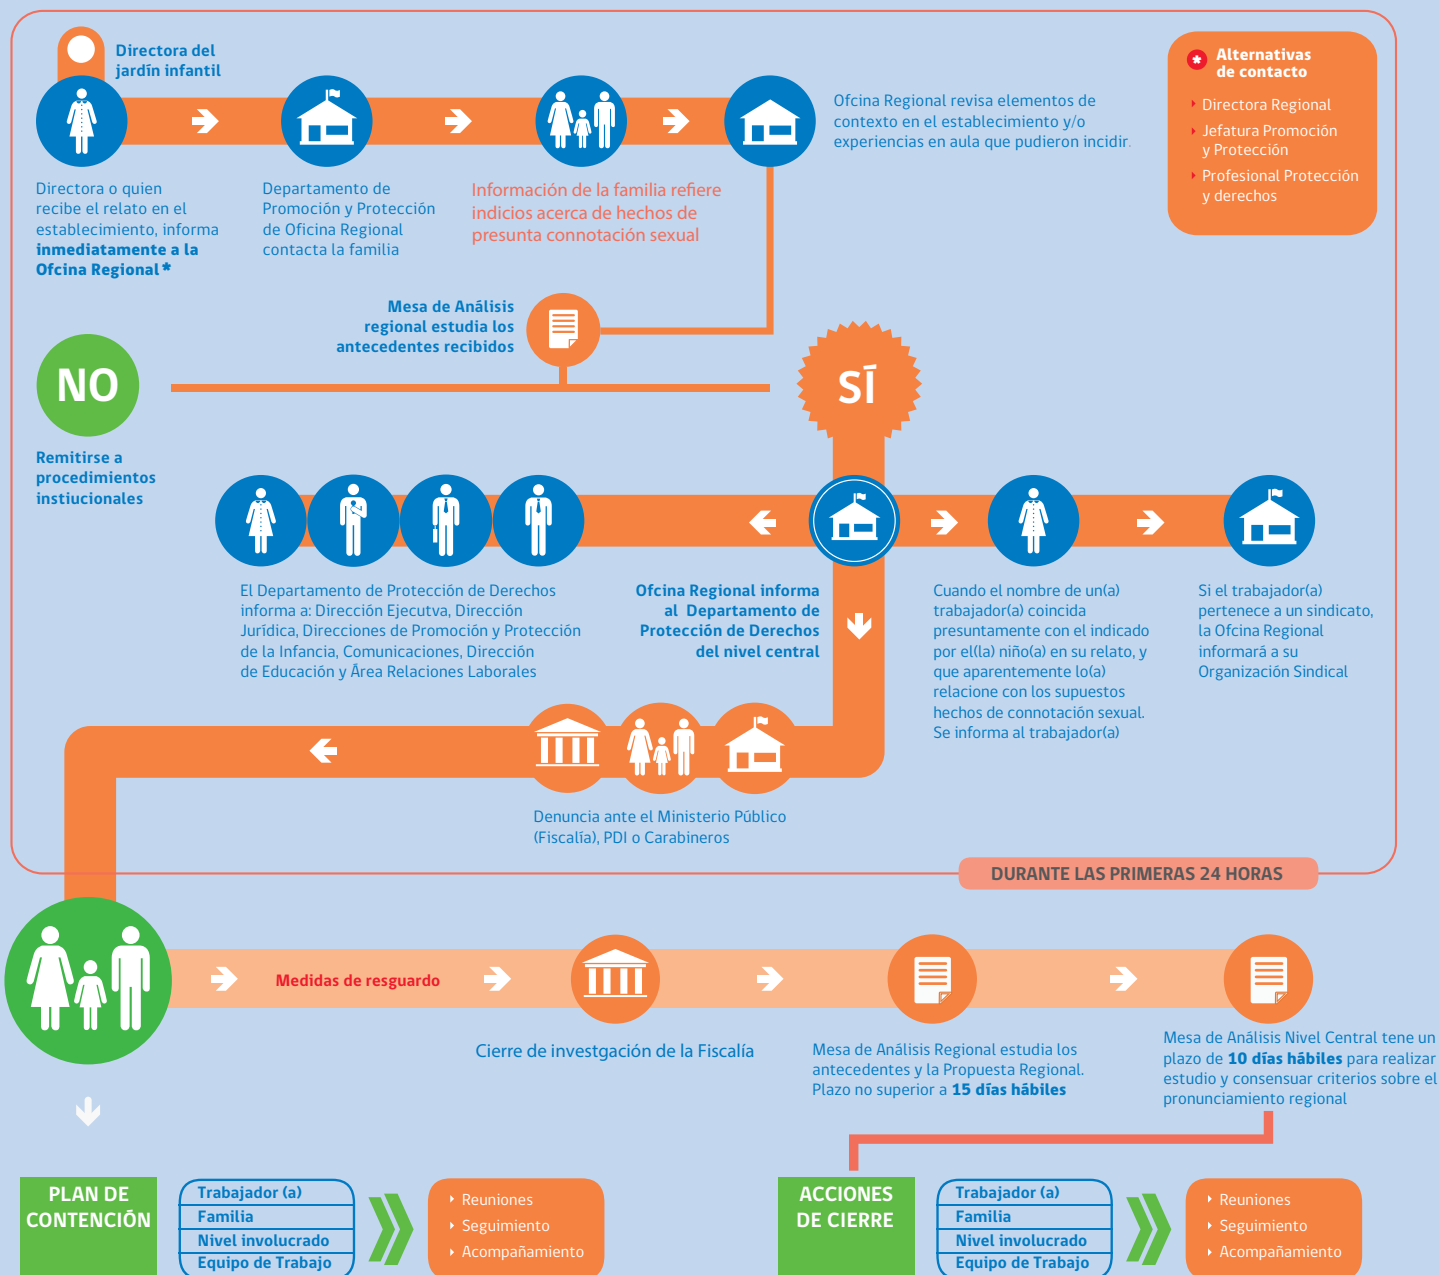 Directora del
jardín infantil
Directora o quien
recibe el relato en el
establecimiento, informa
inmediatamente a la
Ofcina Regional *
Departamento de
Promoción y Protección
de Oficina Regional
contacta la familia
Información de la familia refiere
indicios acerca de hechos de
presunta connotación sexual
Ofcina Regional revisa elementos de
contexto en el establecimiento y/o
experiencias en aula que pudieron incidir.
* Alternativas
de contacto
Directora Regional
Jefatura Promoción
y Protección
Profesional Protección
y derechos
Mesa de Análisis
regional estudia los
antecedentes recibidos
NO
Remitirse a
procedimientos
instiucionales
SÍ
El Departamento de Protección de Derechos
informa a: Dirección Ejecutva, Dirección
Jurídica, Direcciones de Promoción y Protección
de la Infancia, Comunicaciones, Dirección
de Educación y Área Relaciones Laborales
Ofcina Regional informa
al Departamento de
Protección de Derechos
del nivel central
Cuando el nombre de un(a)
trabajador(a) coincida
presuntamente con el indicado
por el(la) niño(a) en su relato, y
que aparentemente lo(a)
relacione con los supuestos
hechos de connotación sexual.
Se informa al trabajador(a)
Si el trabajador(a)
pertenece a un sindicato,
la Ofcina Regional
informará a su
Organización Sindical
Denuncia ante el Ministerio Público
(Fiscalía), PDI o Carabineros
DURANTE LAS PRIMERAS 24 HORAS
Medidas de resguardo
Cierre de invetgación de la Fiscalía
Mesa de Análisis Regional estudia los
antecedentes y la Propuesta Regional.
Plazo no superior a 15 días hábiles
Mesa de Análisis Nivel Central tene un
plazo de 10 días hábiles para realizar
estudio y consensuar criterios sobre el
pronunciamiento regional
PLAN DE
CONTENCIÓN
Trabajador (a)
Familia
Nivel involucrado
Equipo de Trabajo
Reuniones
Seguimiento
Acompañamiento
ACCIONES
DE CIERRE
Trabajador (a)
Familia
Nivel involucrado
Equipo de Trabajo
Reuniones
Seguimiento
Acompañamiento